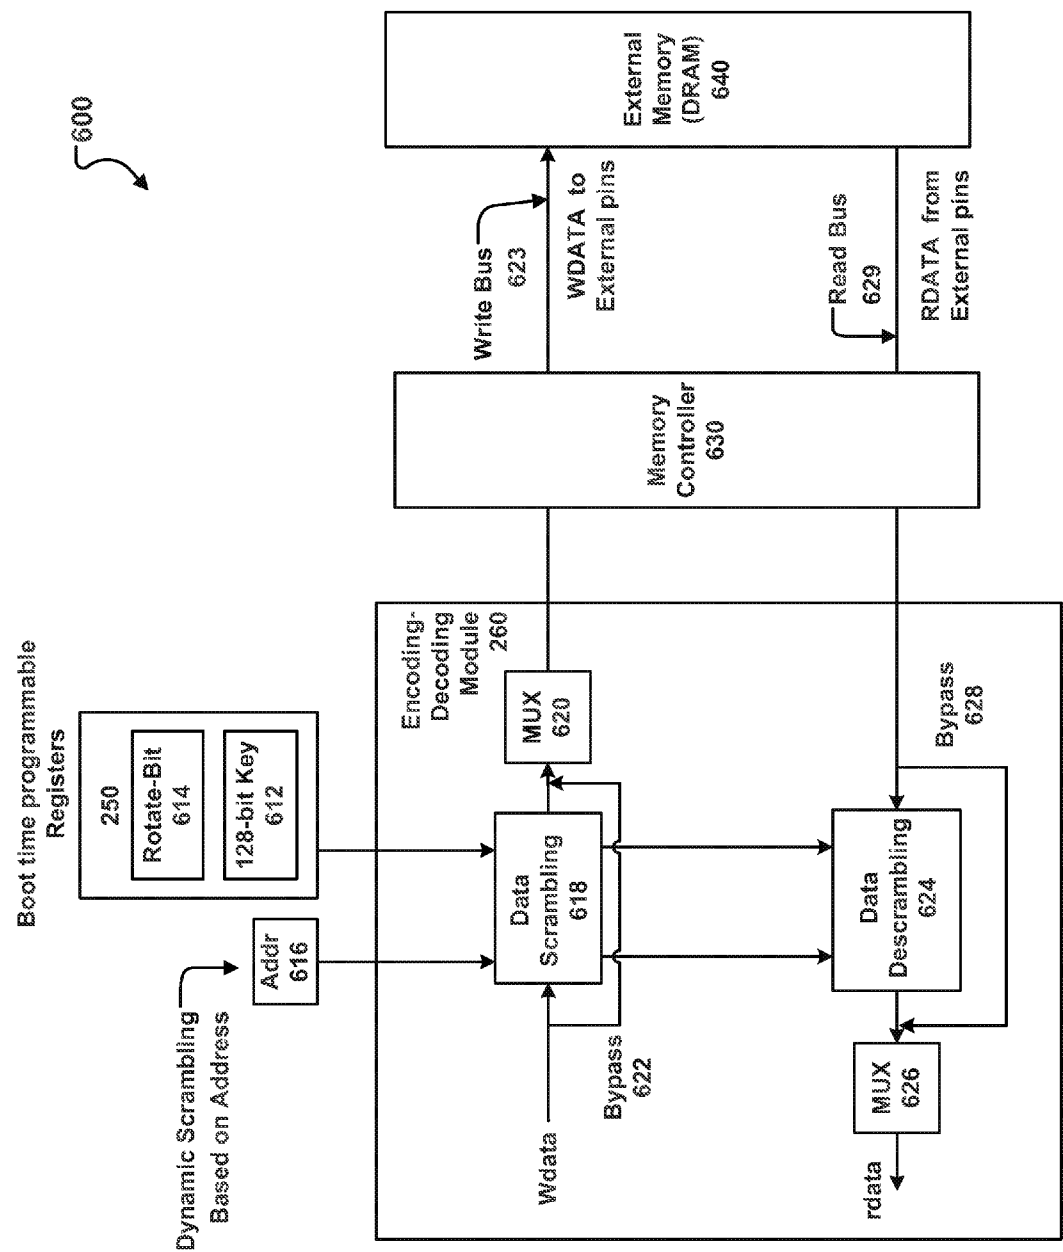 600
Boot time programmable
Registers
250
Rotate-Bit
614
128-bit Key
612
Dynamic Scrambling
Based on Address
Addr
616
Encoding-
Decoding
Module
260
Wdata
Data
Scrambling
618
MUX
620
Bypass
622
Memory
Controller
630
Write Bus
623
WDATA to
External pins
External
Memory
(DRAM)
640
Read Bus
629
RDATA from
External pins
Bypass
628
Data
Descrambling
624
MUX
626
rdata